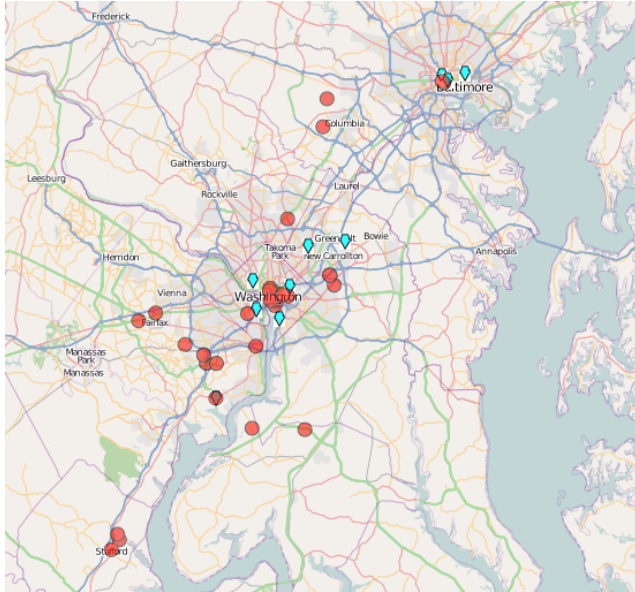 Frederick
Baltimore
Columbia
Gaithersburg
Leesburg
Rockville
Laurel
Takoma
Park
Bowie
Annapolis
Herndon
New Carrollton
Vienna
Washington
Fairfax
Manassas
Park
Manassas
Stafford